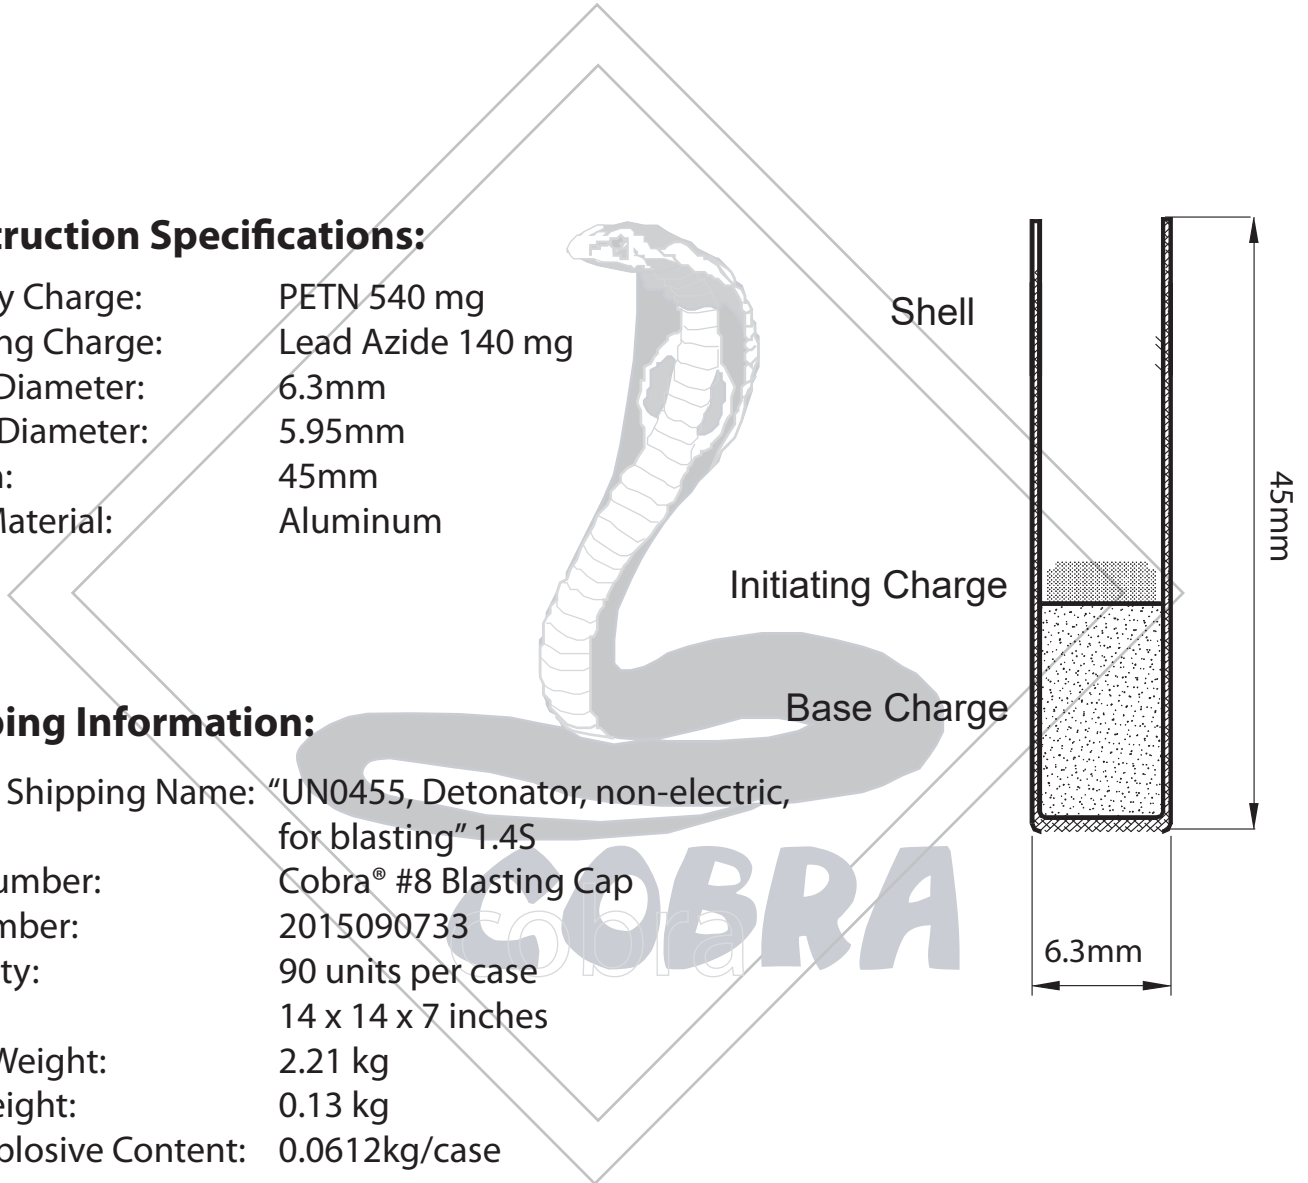 truction Specifications:
y Charge: PETN 540 mg
ng Charge: Lead Azide 140 mg
Diameter: 6.3mm
Diameter: 5.95mm
n: 45mm
Material: Aluminum
Shell
Initiating Charge
Base Charge
45mm
6.3mm
ping Information:
Shipping Name: “UN0455, Detonator, non-electric,
for blasting” 1.4S
umber: Cobra® #8 Blasting Cap
mber: 2015090733
ty: 90 units per case
14 x 14 x 7 inches
Weight: 2.21 kg
eight: 0.13 kg
plosive Content: 0.0612kg/case
COBRA
cobra